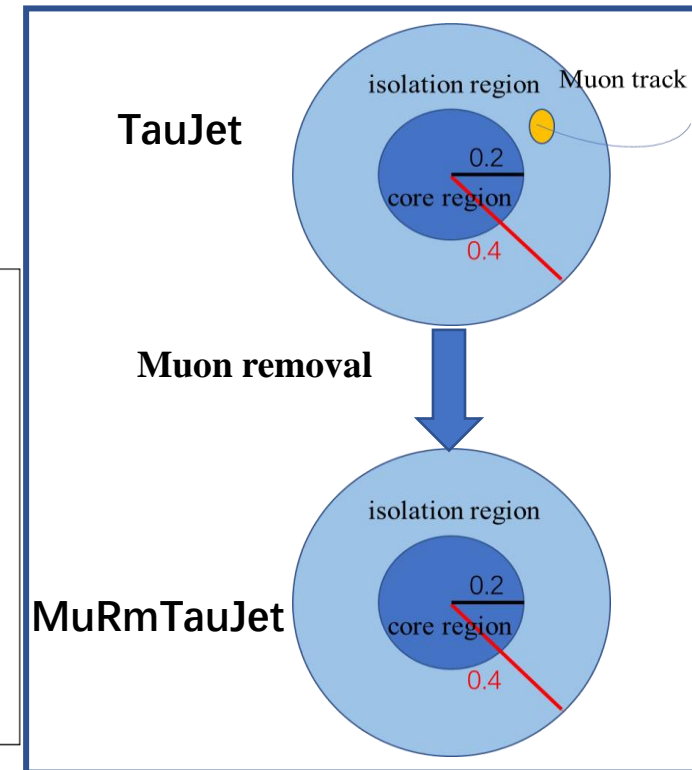 isolation region
Muon track
TauJet
0.2
core region
0.4
Muon removal
isolation region
0.2
MuRmTauJet
core region
0.4